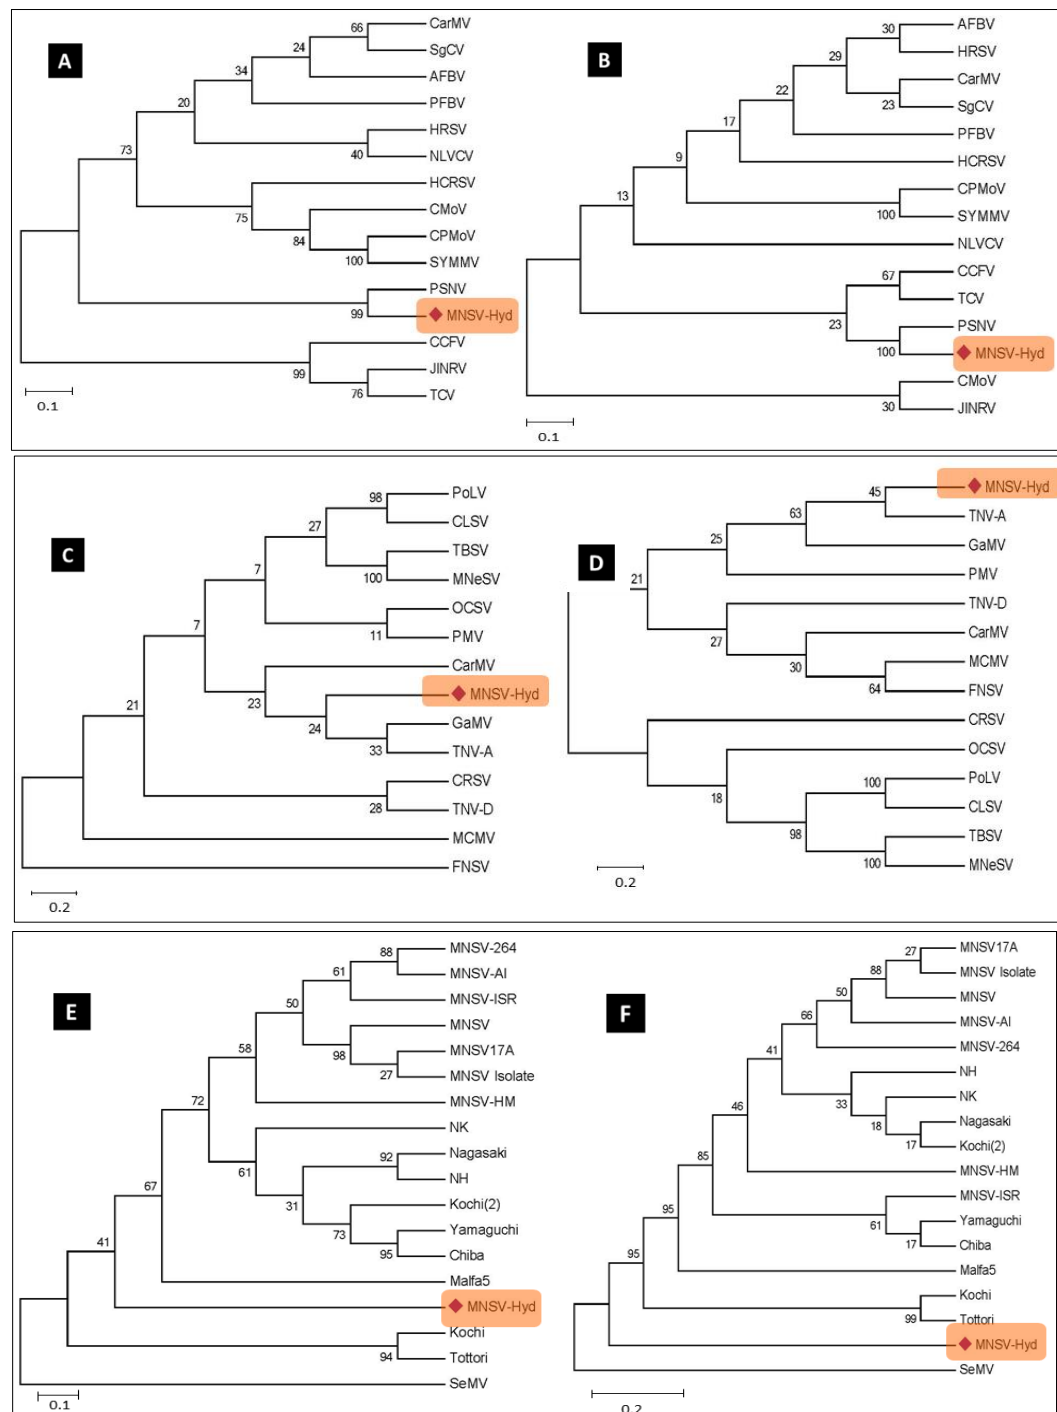 A
66
CarMV
24
SgCV
34
AFBV
20
PFBV
73
HRSV
40
NLVCV
HCRSV
75
CMoV
84
CPMoV
100
SYMMV
PSNV
99
MNSV-Hyd
CCFV
99
JINRV
76
TCV
0.1
B
30
AFBV
29
HRSV
22
CarMV
23
SgCV
17
PFBV
9
HCRSV
13
CPMoV
100
SYMMV
NLVCV
67
CCFV
TCV
23
PSNV
100
MNSV-Hyd
CMoV
30
JINRV
0.1
C
98
PoLV
27
CLSV
7
TBSV
100
MNeSV
7
OCSV
11
PMV
21
CarMV
23
MNSV-Hyd
24
GaMV
33
TNV-A
CRSV
28
TNV-D
MCMV
FNSV
0.2
D
45
MNSV-Hyd
63
TNV-A
25
GaMV
21
PMV
TNV-D
27
CarMV
30
MCMV
64
FNSV
CRSV
OCSV
18
100
PoLV
CLSV
98
TBSV
100
MNeSV
0.2
E
88
MNSV-264
61
MNSV-AI
50
MNSV-ISR
58
MNSV
98
MNSV17A
27
MNSV Isolate
72
MNSV-HM
NK
61
92
Nagasaki
NH
31
Kochi(2)
73
Yamaguchi
95
Chiba
67
Malfa5
41
MNSV-Hyd
Kochi
94
Tottori
SeMV
0.1
F
27
MNSV17A
88
MNSV Isolate
50
MNSV
66
MNSV-AI
41
MNSV-264
NH
33
NK
18
Nagasaki
17
Kochi(2)
46
MNSV-HM
85
MNSV-ISR
61
Yamaguchi
17
Chiba
95
Malfa5
95
Kochi
99
Tottori
MNSV-Hyd
SeMV
0.2